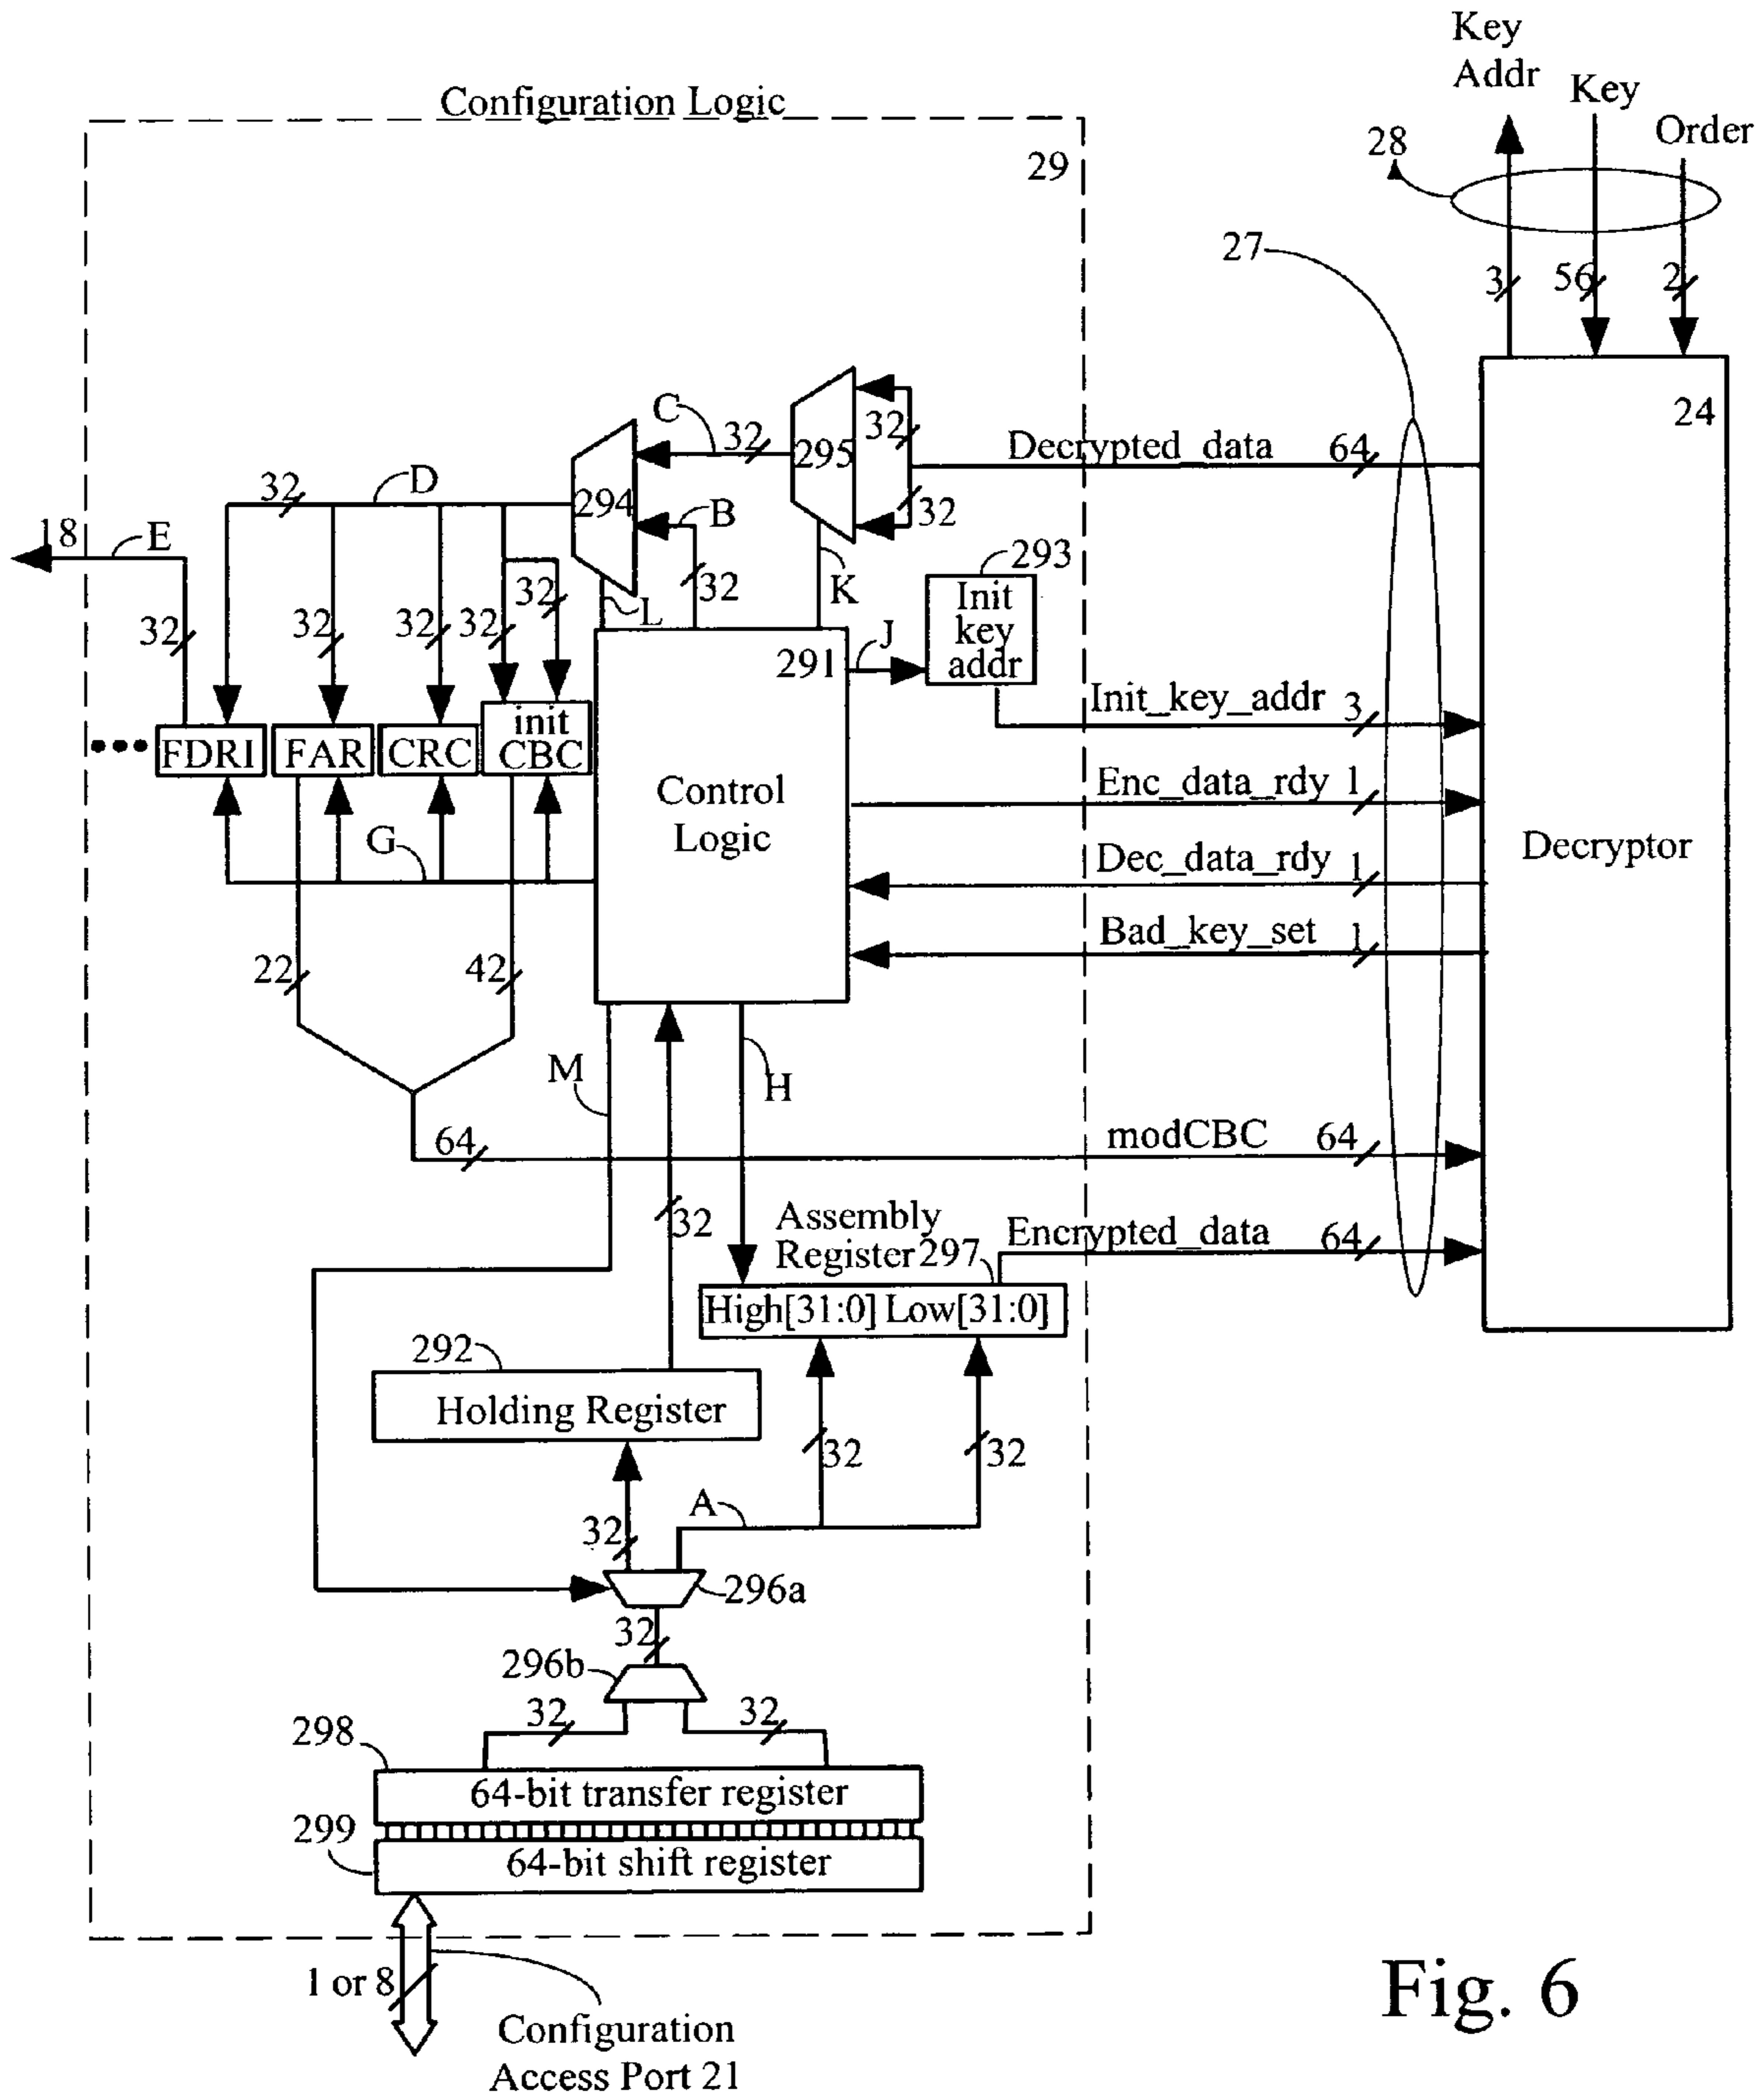 Key
Addr
Key
Order
Configuration Logic
29
28
27
3
56
2
24
C
32
295
32
Decrypted_data
64
32
D
294
B
32
18
E
32
K
293
Init
key
addr
L
J
32
32
32
32
32
291
Init_key_addr
3
FDRI
FAR
CRC
init
CBC
Control
Logic
Enc_data_rdy
1
G
Dec_data_rdy
1
Decryptor
Bad_key_set
1
22
42
M
H
64
modCBC
64
32
Assembly
Register 297
Encrypted_data
64
High[31:0] Low[31:0]
292
Holding Register
32
32
A
32
296a
32
296b
32
32
298
64-bit transfer register
299
64-bit shift register
1 or 8
Configuration
Access Port 21
Fig. 6